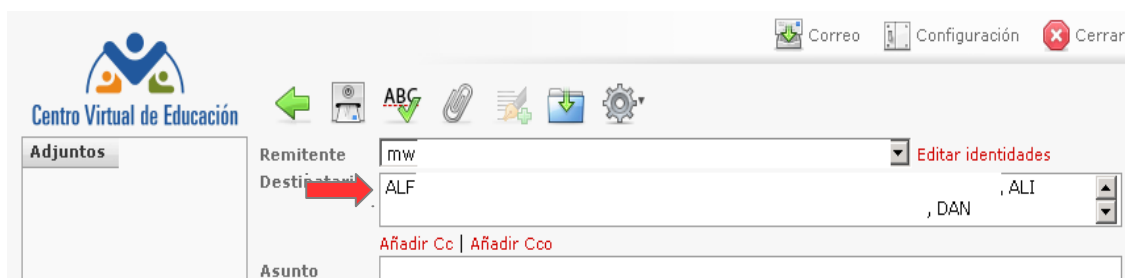 Correo Configuración Cerrar
Centro Virtual de Educación
ABC
Adjuntos
Remitente mw Editar identidades
ALF , ALI
, DAN
Añadir Cc | Añadir Cco
Asunto